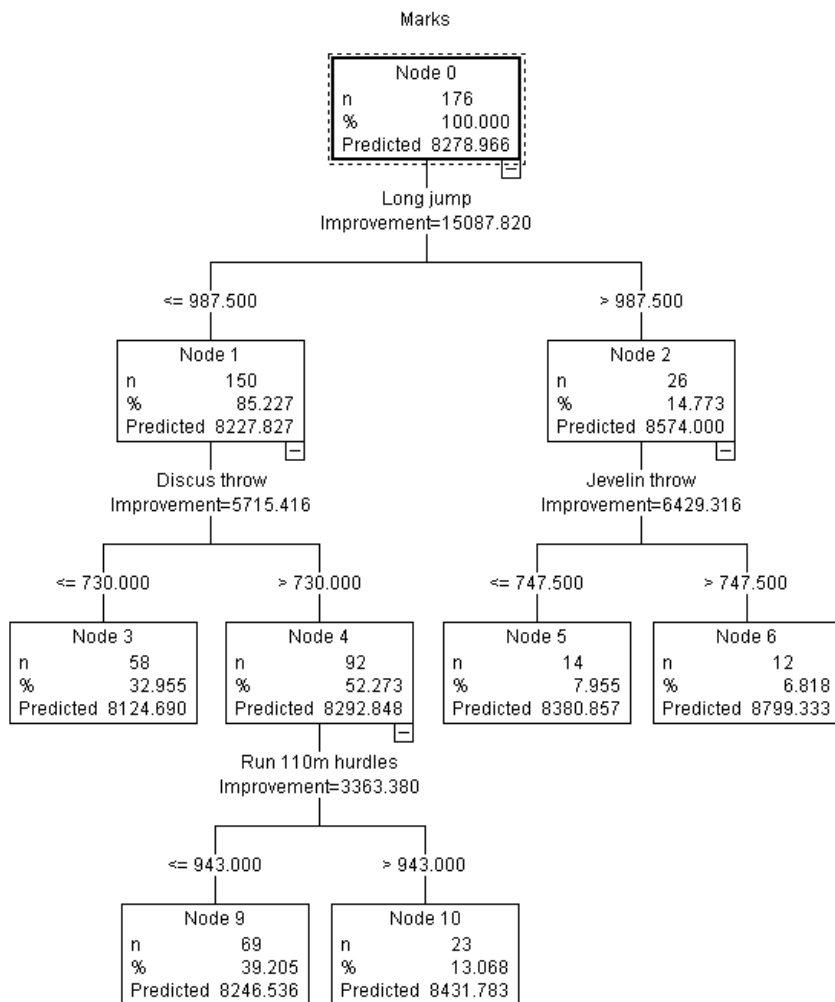 Marks
Node 0
n 176
% 100.000
Predicted 8278.966
Long jump
Improvement=15087.820
<= 987.500
> 987.500
Node 1
n 150
% 85.227
Predicted 8227.827
Node 2
n 26
% 14.773
Predicted 8574.000
Discus throw
Improvement=5715.416
Jevelin throw
Improvement=6429.316
<= 730.000
> 730.000
<= 747.500
> 747.500
Node 3
n 58
% 32.955
Predicted 8124.690
Node 4
n 92
% 52.273
Predicted 8292.848
Node 5
n 14
% 7.955
Predicted 8380.857
Node 6
n 12
% 6.818
Predicted 8799.333
Run 110m hurdles
Improvement=3363.380
<= 943.000
> 943.000
Node 9
n 69
% 39.205
Predicted 8246.536
Node 10
n 23
% 13.068
Predicted 8431.783